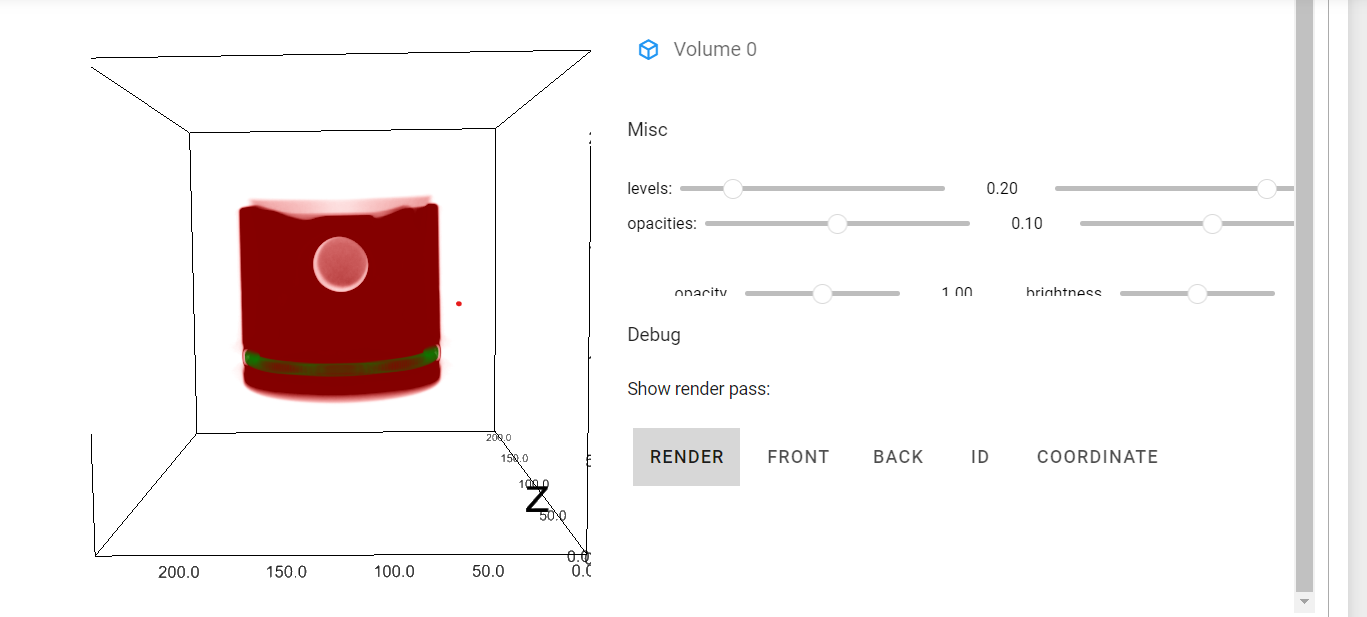 Volume 0
Misc
levels: 0.20
opacities: 0.10
opacity 1.00 brightness
Debug
Show render pass:
RENDER FRONT BACK ID COORDINATE
200.0
150.0
100.0
Z
50.0
0.0
200.0 150.0 100.0 50.0 0.0